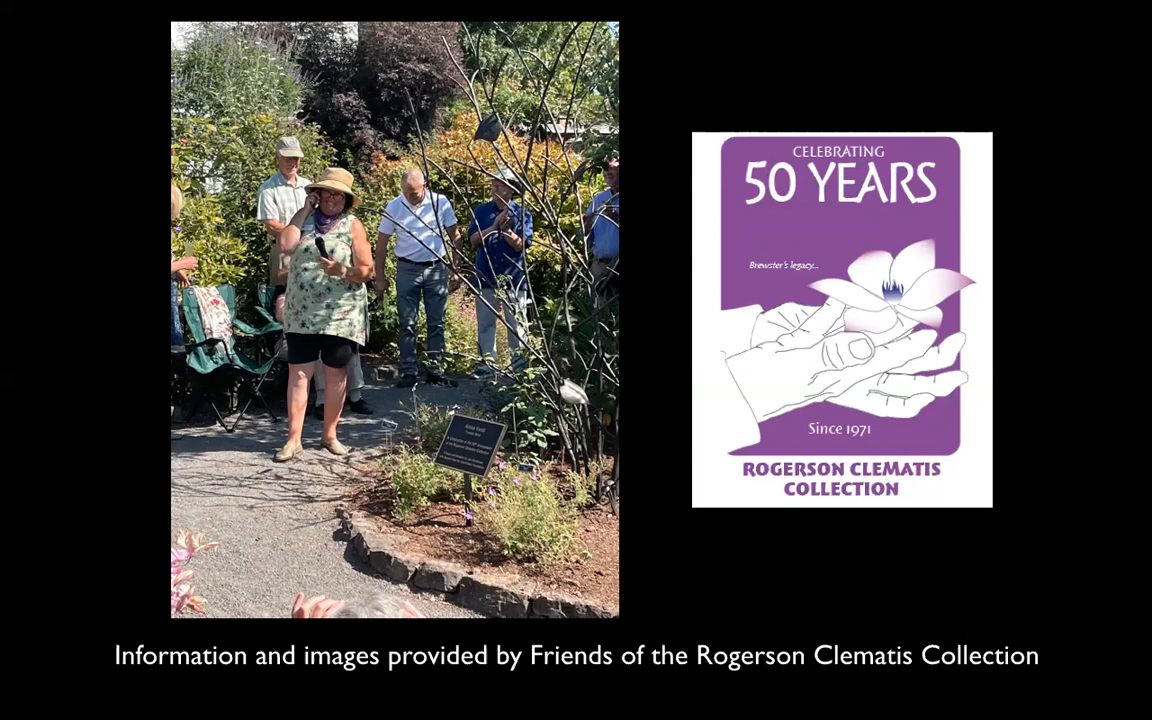 CELEBRATING
50 YEARS
Brewster's legacy...
Since 1971
ROGERSON CLEMATIS
COLLECTION
Information and images provided by Friends of the Rogerson Clematis Collection